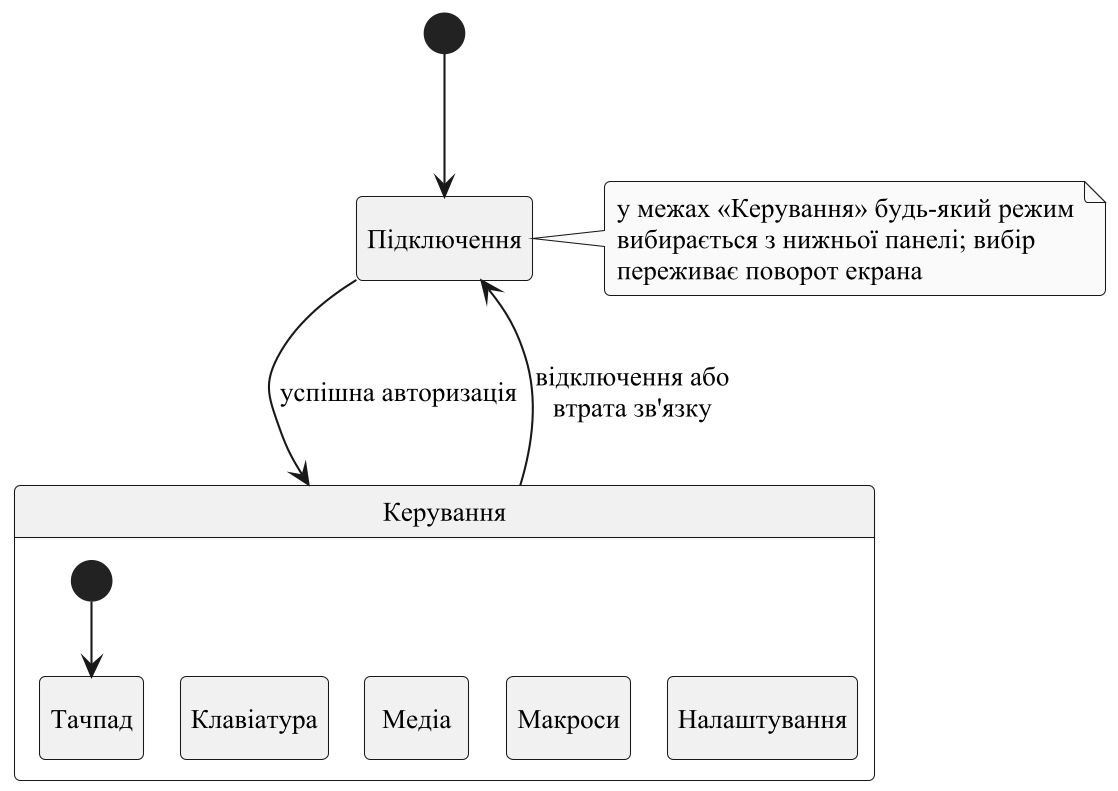 Підключення
у межах «Керування» будь-який режим
вибирається з нижньої панелі; вибір
переживає поворот екрана
успішна авторизація
відключення або
втрата зв'язку
Керування
Тачпад
Клавіатура
Медіа
Макроси
Налаштування